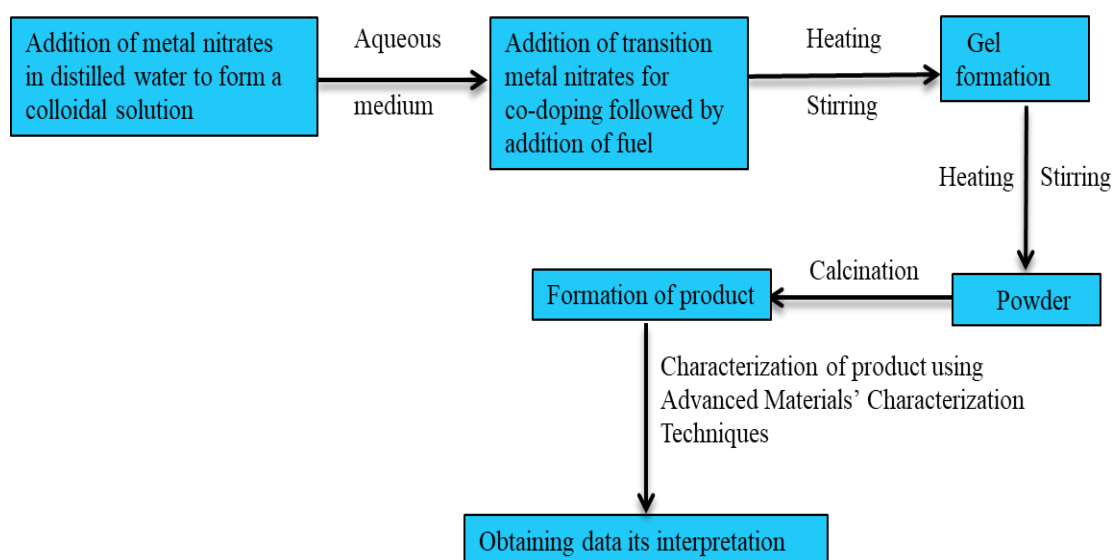 Addition of metal nitrates
in distilled water to form a
colloidal solution
Aqueous
medium
Addition of transition
metal nitrates for
co-doping followed by
addition of fuel
Heating
Stirring
Gel
formation
Heating
Stirring
Powder
Calcination
Formation of product
Characterization of product using
Advanced Materials’ Characterization
Techniques
Obtaining data its interpretation